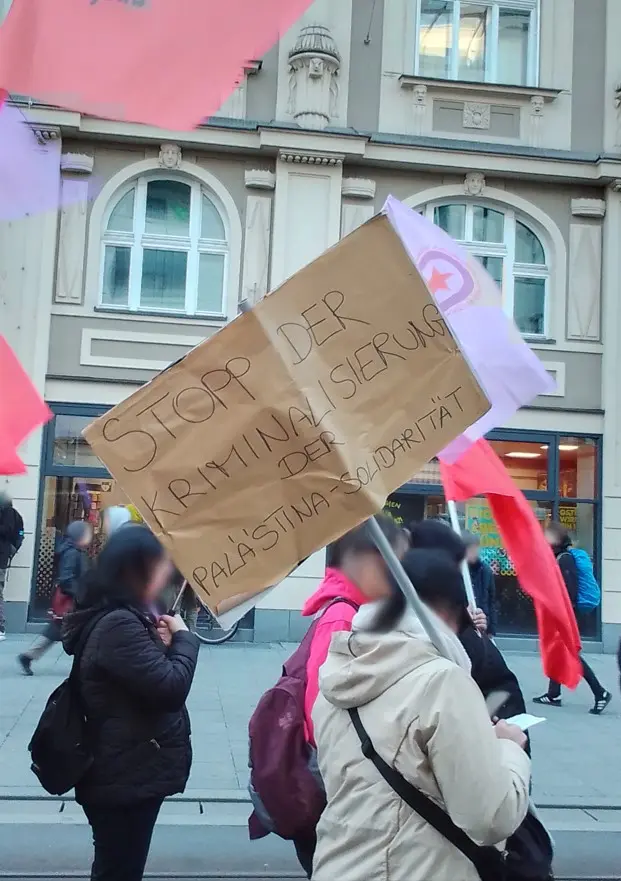 STOPP DER
KRIMINALISIERUNG
DER
PALÄSTINA-SOLIDARITÄT